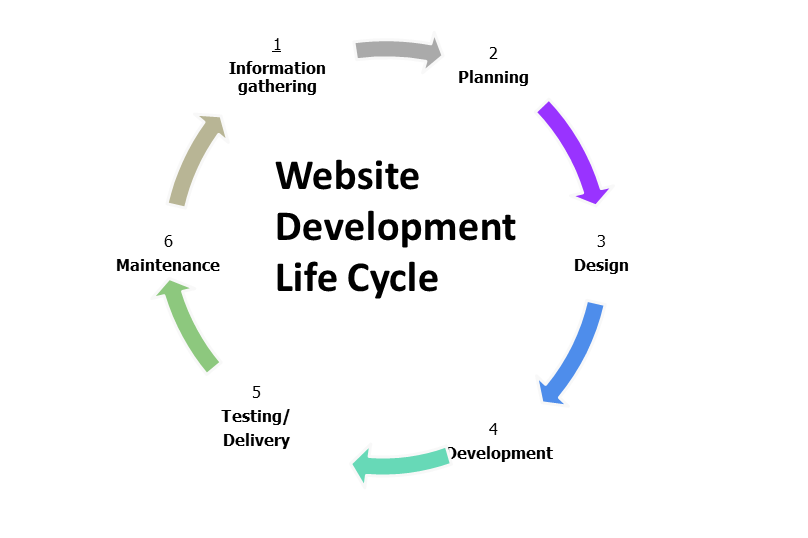 1
Information
gathering
2
Planning
Website
Development
Life Cycle
3
Design
4
Development
5
Testing/
Delivery
6
Maintenance